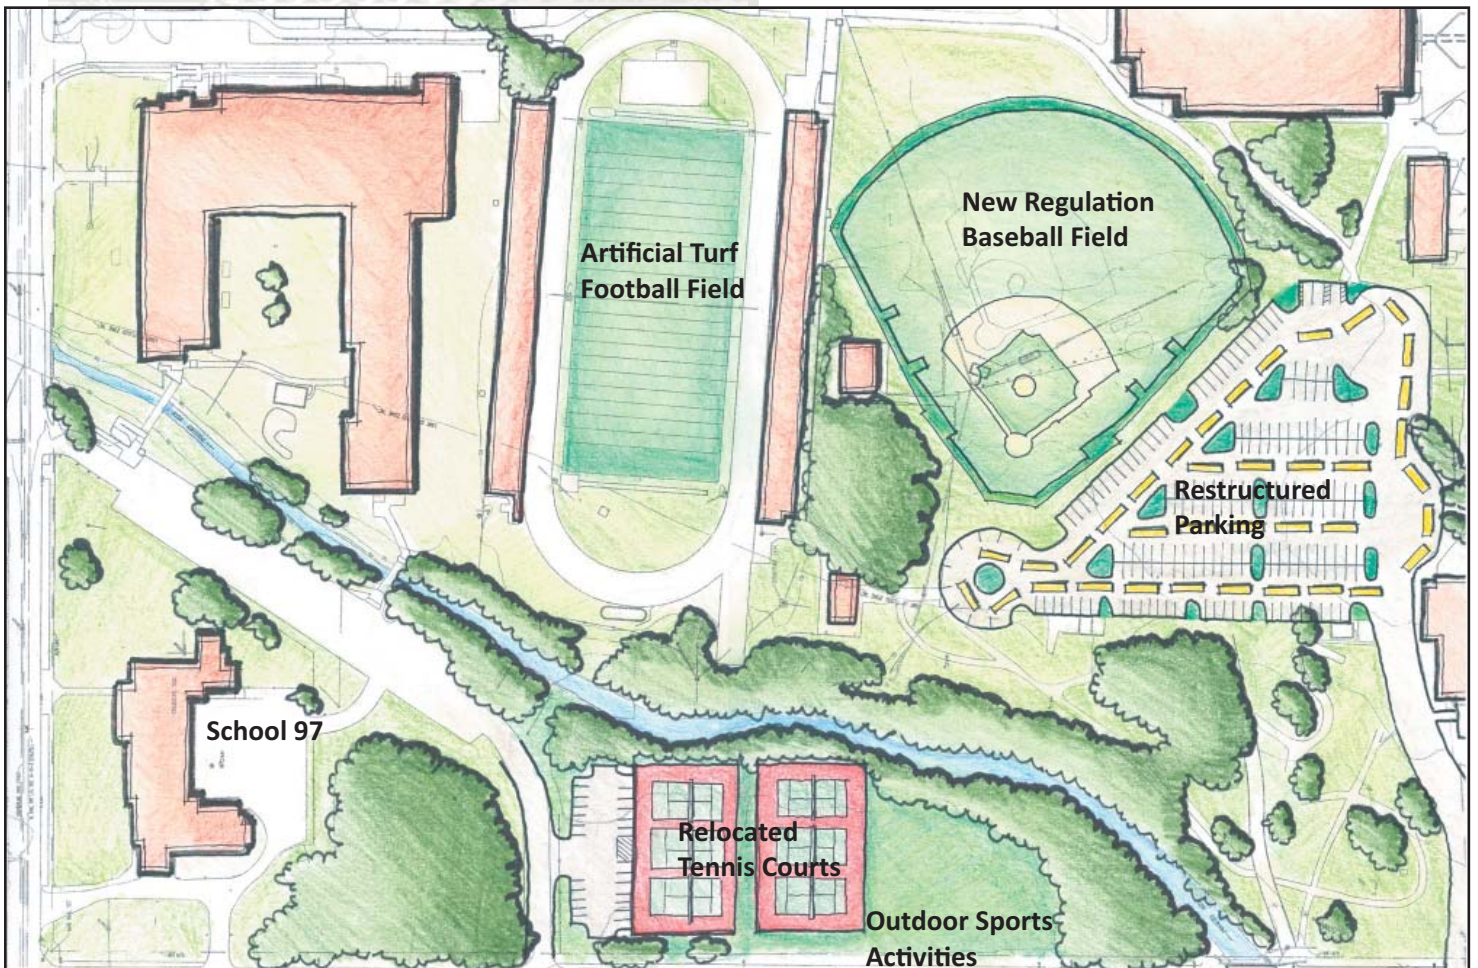 New Regulation
Baseball Field
Artificial Turf
Football Field
Restructured
Parking
School 97
Relocated
Tennis Courts
Outdoor Sports
Activities